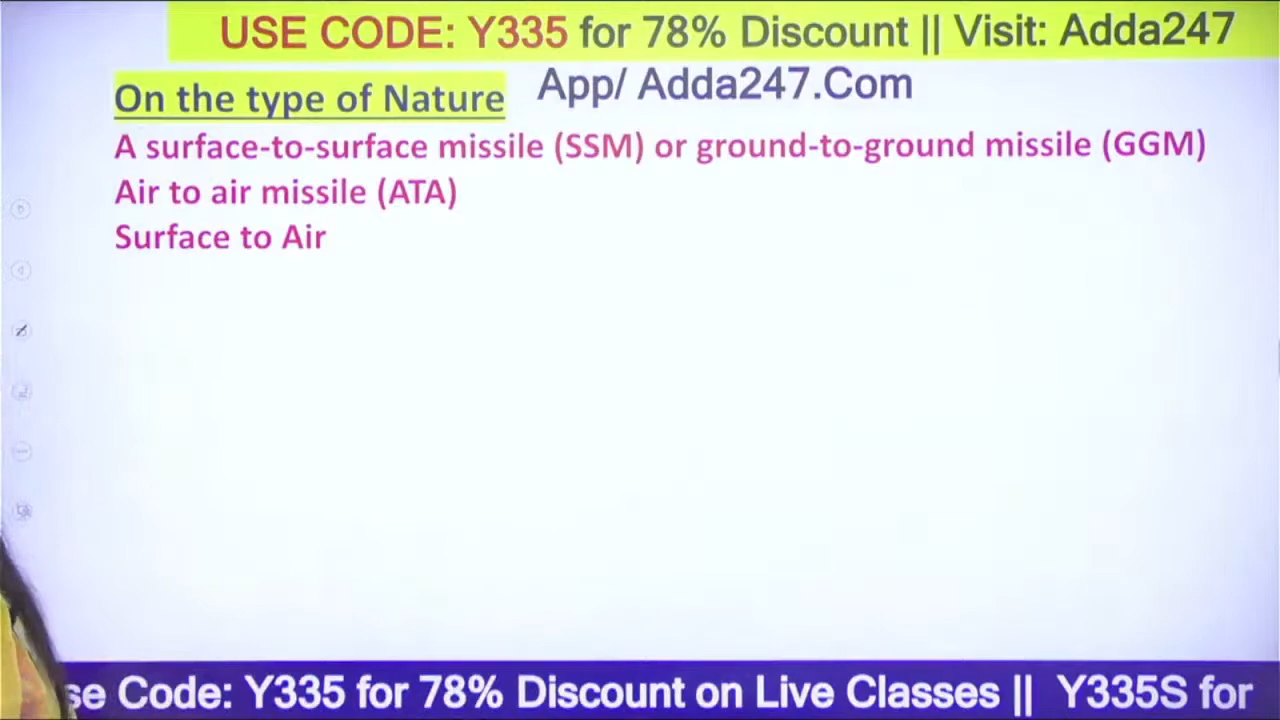 USE CODE: Y335 for 78% Discount || Visit: Adda247
App/ Adda247.Com
On the type of Nature
A surface-to-surface missile (SSM) or ground-to-ground missile (GGM)
Air to air missile (ATA)
Surface to Air
se Code: Y335 for 78% Discount on Live Classes || Y335S for